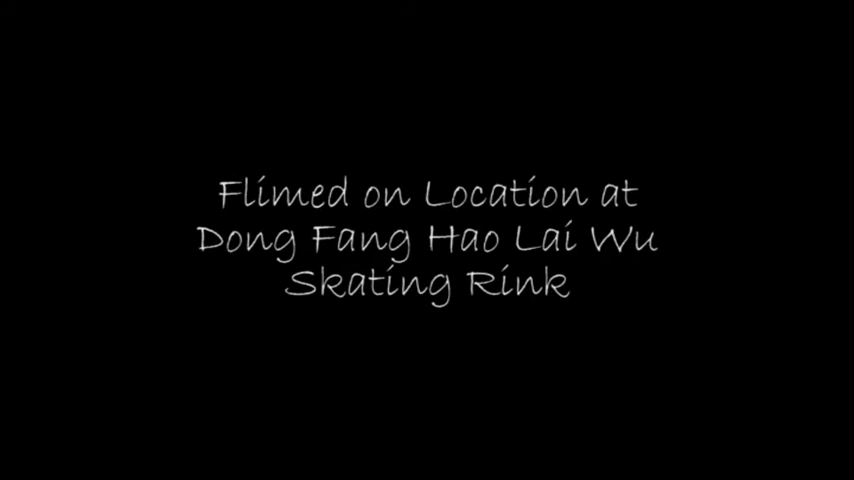 Flimed on Location at
Dong Fang Hao Lai Wu
Skating Rink